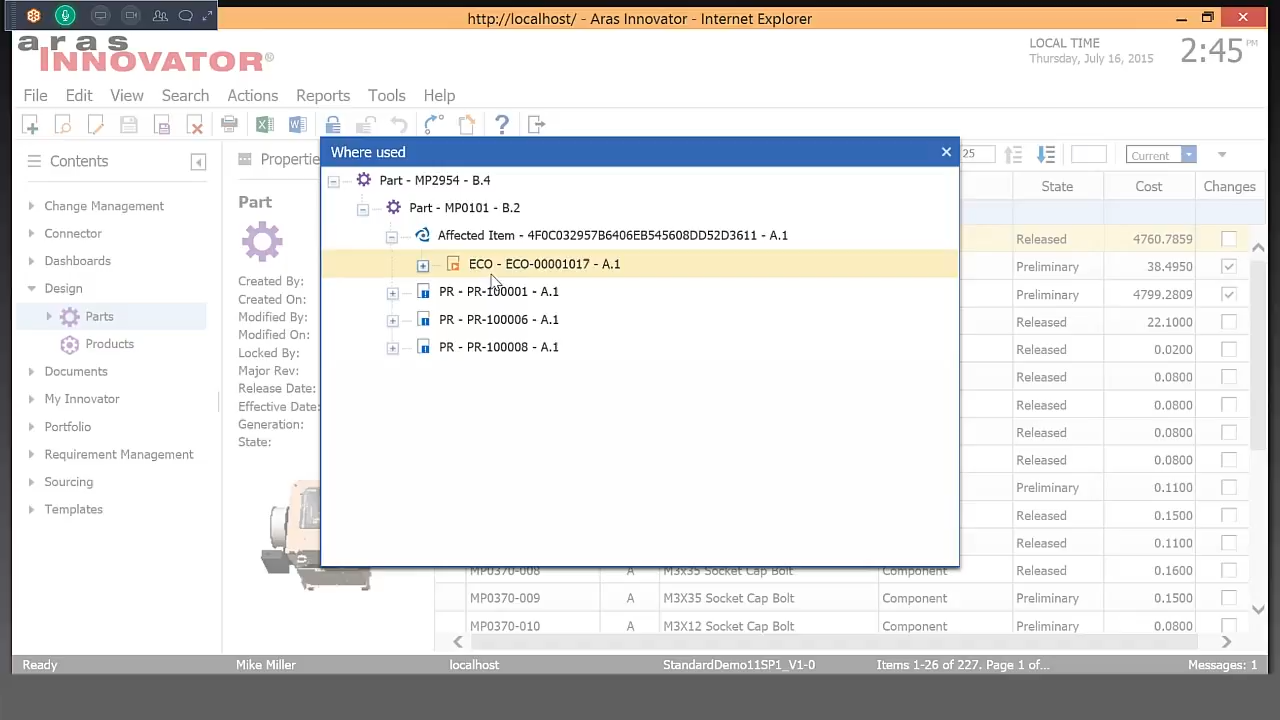 http://localhost/ - Aras Innovator - Internet Explorer
aras
INNOVATOR®
LOCAL TIME
Thursday, July 16, 2015
2:45 PM
File Edit View Search Actions Reports Tools Help
Contents
Properti
25
Current
Where used
Part - MP2954 - B.4
Part - MP0101 - B.2
Affected Item - 4F0C032957B6406EB545608DD52D3611 - A.1
ECO - ECO-00001017 - A.1
PR - PR-100001 - A.1
PR - PR-100006 - A.1
PR - PR-100008 - A.1
Change Management
Connector
Dashboards
Design
Parts
Products
Documents
My Innovator
Portfolio
Requirement Management
Sourcing
Templates
Part
Created By:
Created On:
Modified By:
Modified On:
Locked By:
Major Rev:
Release Date:
Effective Date:
Generation:
State:
State Cost Changes
Released 4760.7859
Preliminary 38.4950
Preliminary 4799.2809
Released 22.1000
Released 0.0200
Released 0.0800
Released 0.0800
Released 0.0800
Released 0.0800
Preliminary 0.1100
Released 0.1500
Released 0.1100
MP0370-008 A M3x35 Socket Cap Bolt Component Released 0.1600
MP0370-009 A M3X35 Socket Cap Bolt Component Preliminary 0.1500
MP0370-010 A M3X12 Socket Cap Bolt Component Preliminary 0.0800
Ready Mike Miller localhost StandardDemo11SP1_V1-0 Items 1-26 of 227. Page 1 of... Messages: 1